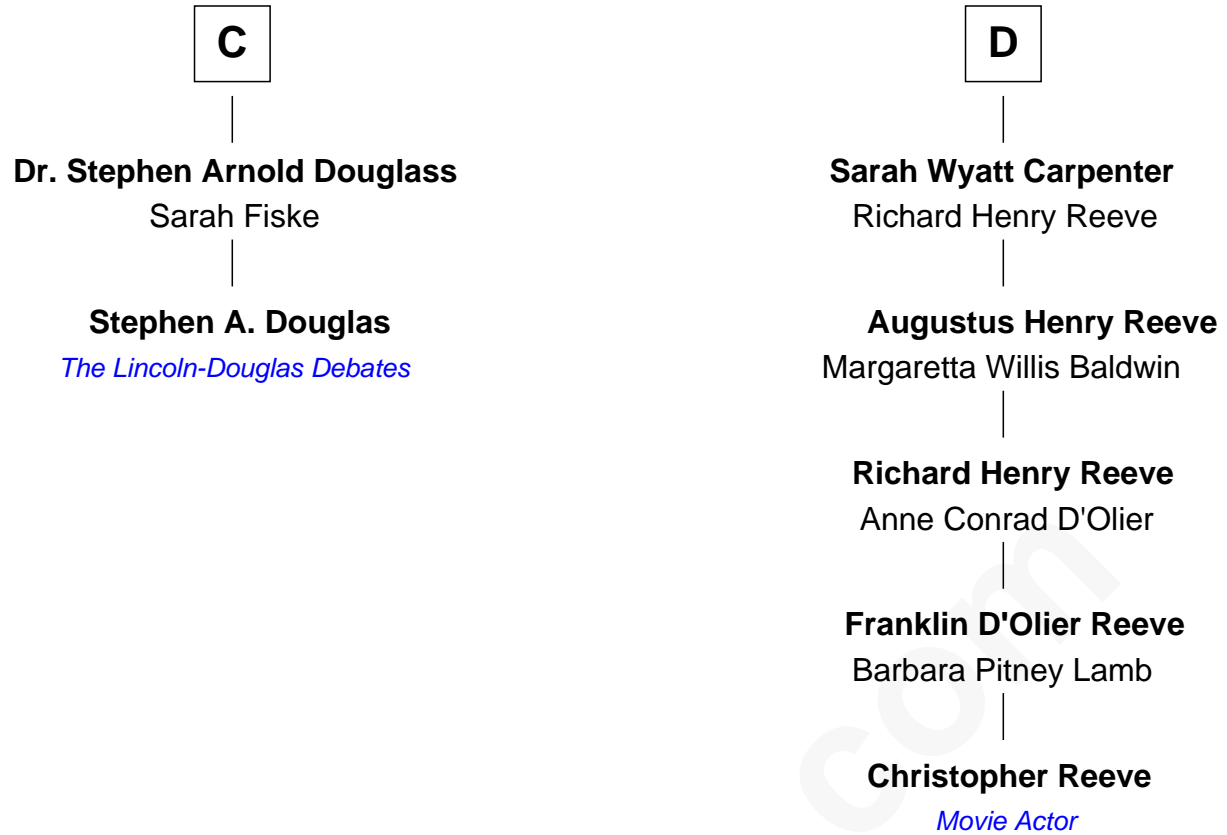 C
Dr. Stephen Arnold Douglass
Sarah Fiske
Stephen A. Douglas
The Lincoln-Douglas Debates
D
Sarah Wyatt Carpenter
Richard Henry Reeve
Augustus Henry Reeve
Margaretta Willis Baldwin
Richard Henry Reeve
Anne Conrad D'Olier
Franklin D'Olier Reeve
Barbara Pitney Lamb
Christopher Reeve
Movie Actor
com